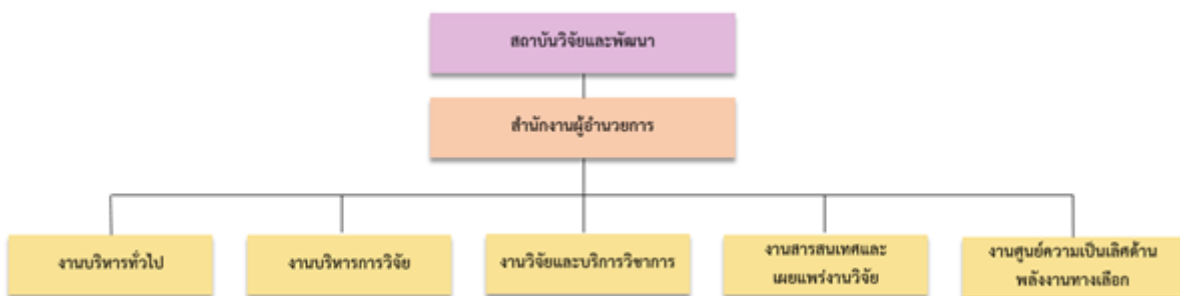 สถาบันวิจัยและพัฒนา
สำนักงานผู้อำนวยการ
งานบริหารทั่วไป
งานบริหารการวิจัย
งานวิจัยและบริการวิชาการ
งานสารสนเทศและ
เผยแพร่งานวิจัย
งานศูนย์ความเป็นเลิศด้าน
พลังงานทางเลือก